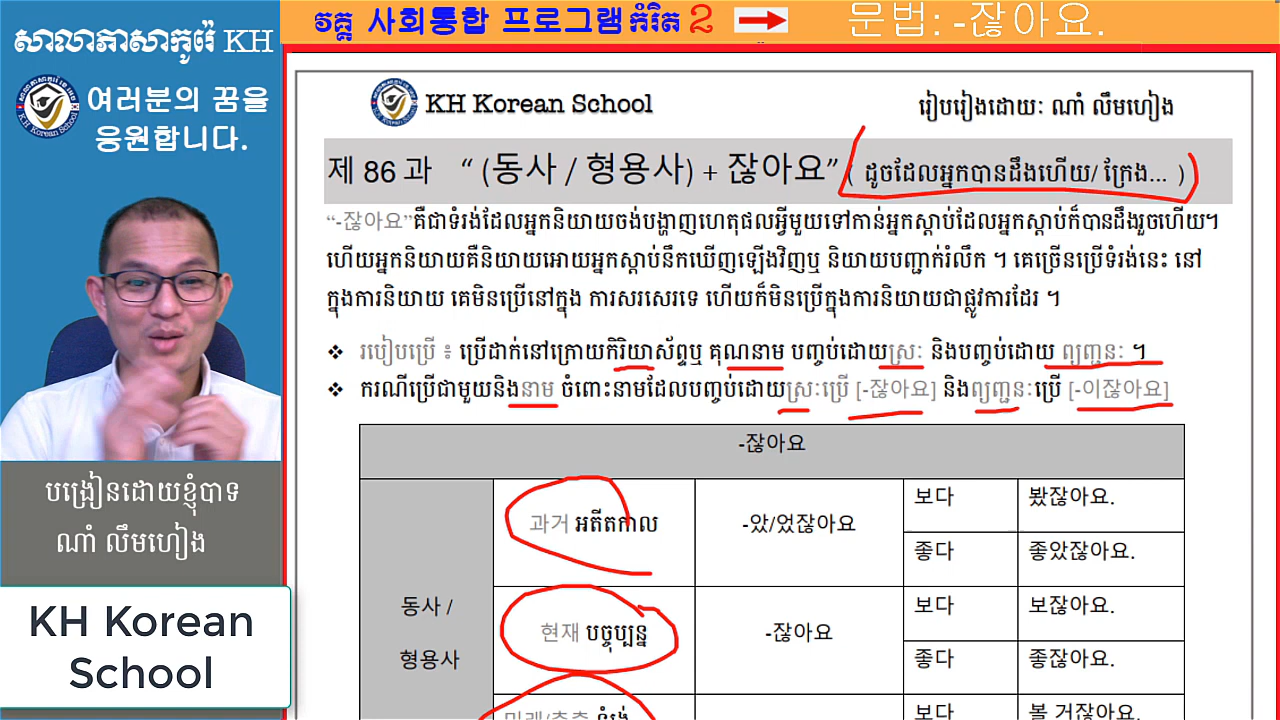 សាលាភាសាកូរ៉េ KH
여러분의 꿈을
응원합니다.
វគ្គ 사회통합 프로그램 កំរិត 2
문법: -잖아요.
KH Korean School
រៀបរៀងដោយ: ណាំ លឹមហៀង
제 86 과 “ (동사 / 형용사) + 잖아요” ( ដូចដែលអ្នកបានដឹងហើយ/ ក្រែង... )
“-잖아요”គឺជាទំរង់ដែលអ្នកនិយាយចង់បង្ហាញហេតុផលអ្វីមួយទៅកាន់អ្នកស្តាប់ដែលអ្នកស្តាប់ក៏បានដឹងរួចហើយ។
ហើយអ្នកនិយាយគឺនិយាយអោយអ្នកស្តាប់នឹកឃើញឡើងវិញឬ និយាយបញ្ជាក់រំលឹក ។ គេច្រើនប្រើទំរង់នេះ នៅ
ក្នុងការនិយាយ គេមិនប្រើនៅក្នុង ការសរសេរទេ ហើយក៏មិនប្រើក្នុងការនិយាយជាផ្លូវការដែរ ។
❖ របៀបប្រើ ៖ ប្រើដាក់នៅក្រោយកិរិយាស័ព្ទឬ គុណនាម បញ្ចប់ដោយស្រៈ និងបញ្ចប់ដោយ ព្យញ្ជនៈ ។
❖ ករណីប្រើជាមួយនិងនាម ចំពោះនាមដែលបញ្ចប់ដោយស្រៈប្រើ [-잖아요] និងព្យញ្ជនៈប្រើ [-이잖아요]
-잖아요
동사 /
형용사
과거 អតីតកាល
-았/었잖아요
보다
봤잖아요.
좋다
좋았잖아요.
현재 បច្ចុប្បន្ន
-잖아요
보다
보잖아요.
좋다
좋잖아요.
미래/추측 ទំរង់
보다
볼 거잖아요.
បង្រៀនដោយខ្ញុំបាទ
ណាំ លឹមហៀង
KH Korean
School